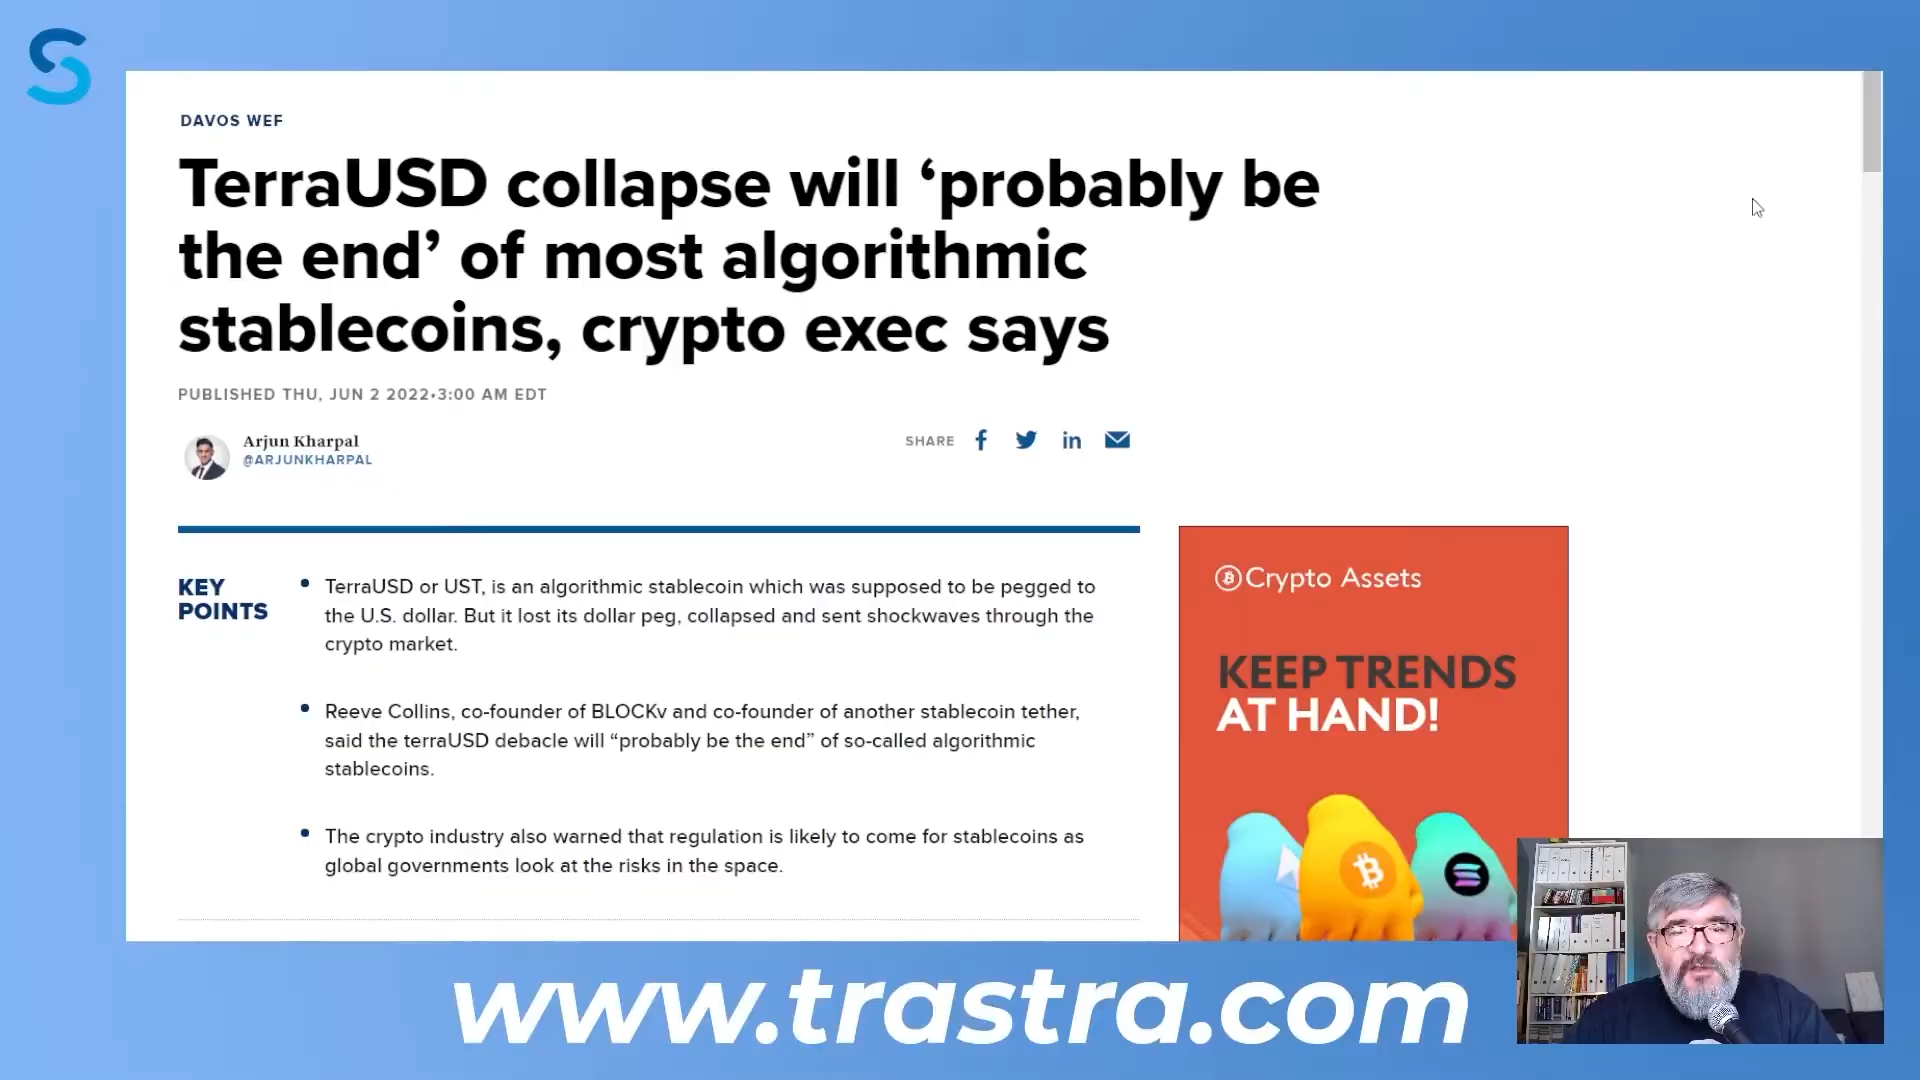 DAVOS WEF
TerraUSD collapse will ‘probably be
the end’ of most algorithmic
stablecoins, crypto exec says
PUBLISHED THU, JUN 2 2022•3:00 AM EDT
Arjun Kharpal
@ARJUNKHARPAL
SHARE
KEY
POINTS
TerraUSD or UST, is an algorithmic stablecoin which was supposed to be pegged to
the U.S. dollar. But it lost its dollar peg, collapsed and sent shockwaves through the
crypto market.
Reeve Collins, co-founder of BLOCKv and co-founder of another stablecoin tether,
said the terraUSD debacle will “probably be the end” of so-called algorithmic
stablecoins.
The crypto industry also warned that regulation is likely to come for stablecoins as
global governments look at the risks in the space.
Crypto Assets
KEEP TRENDS
AT HAND!
www.trastra.com